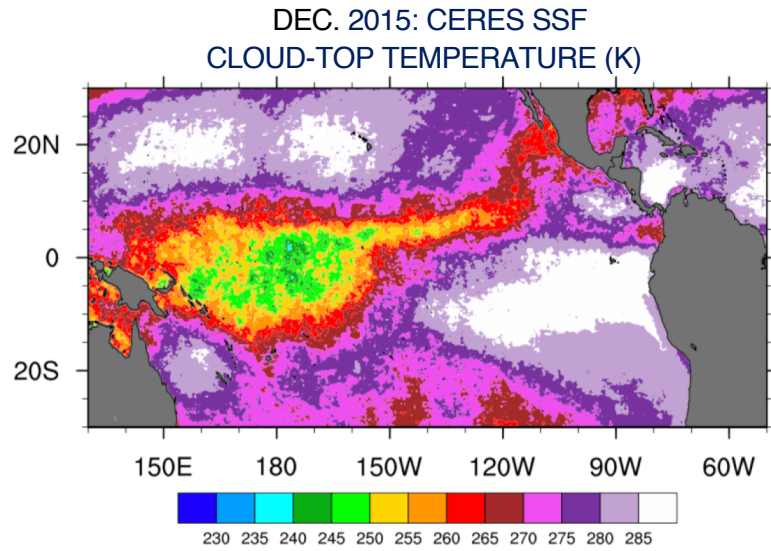 DEC. 2015: CERES SSF
CLOUD-TOP TEMPERATURE (K)
20N
0
20S
150E 180 150W 120W 90W 60W
230 235 240 245 250 255 260 265 270 275 280 285